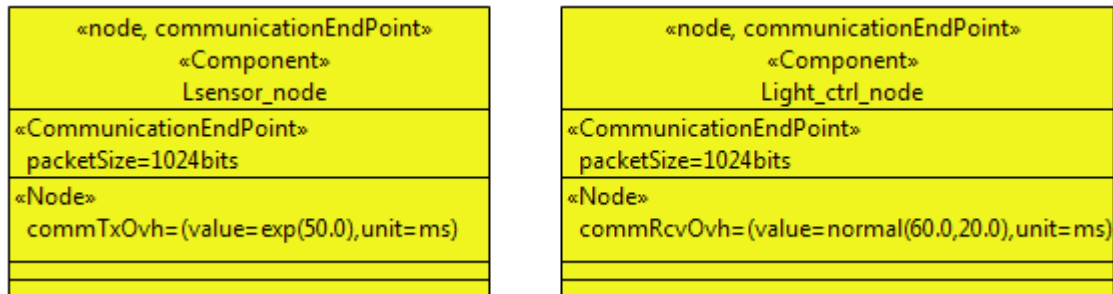 «node, communicationEndPoint»
«Component»
Lsensor_node
«CommunicationEndPoint»
packetSize=1024bits
«Node»
commTxOvh=(value=exp(50.0),unit=ms)
«node, communicationEndPoint»
«Component»
Light_ctrl_node
«CommunicationEndPoint»
packetSize=1024bits
«Node»
commRcvOvh=(value=normal(60.0,20.0),unit=ms)